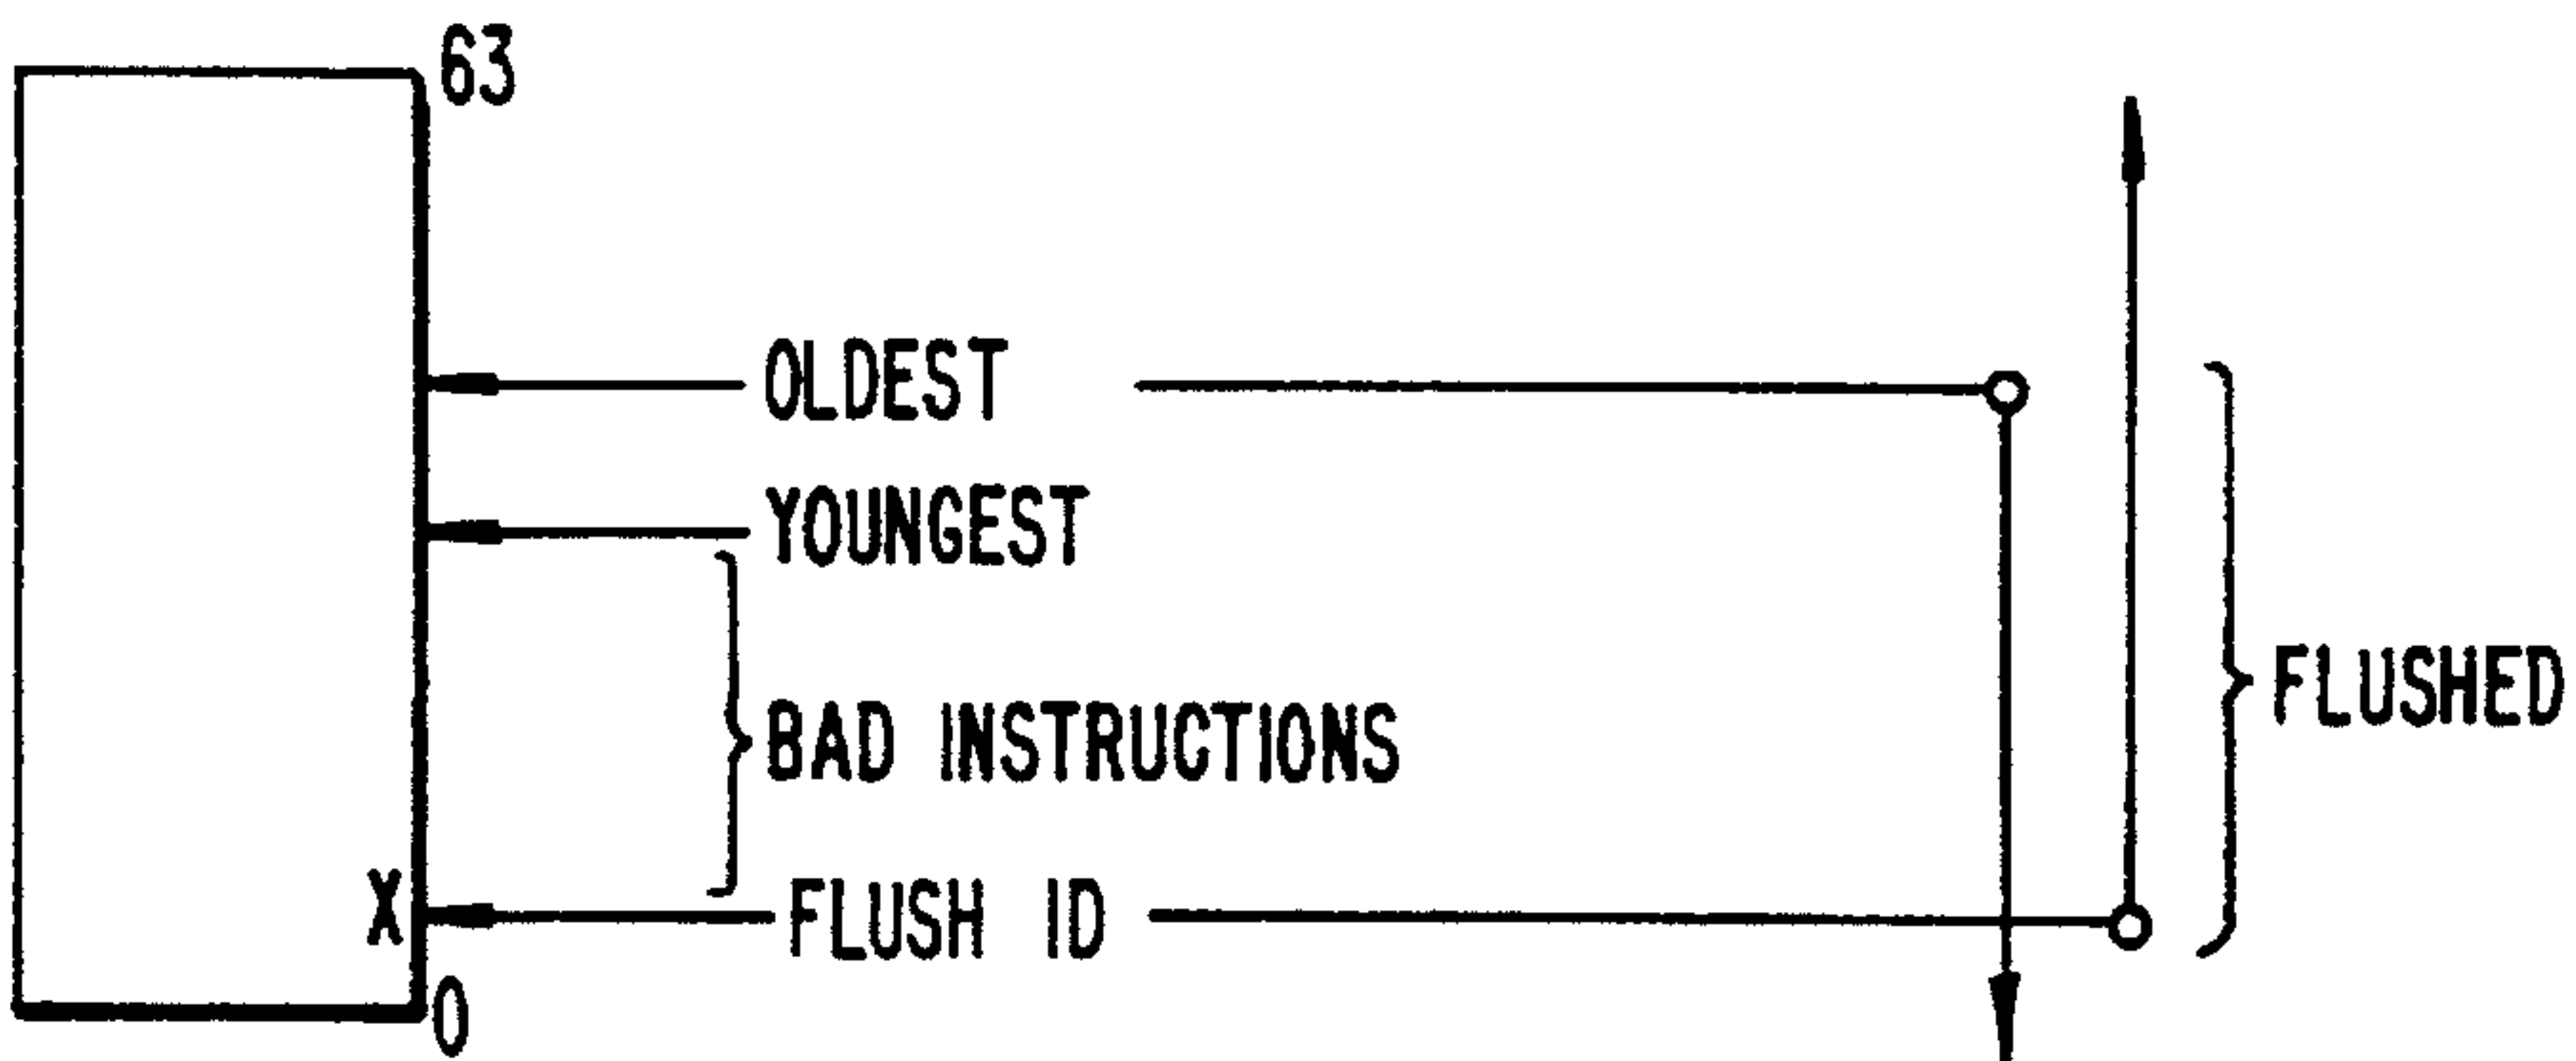 63
OLDEST
YOUNGEST
FLUSHED
BAD INSTRUCTIONS
X
FLUSH ID
0